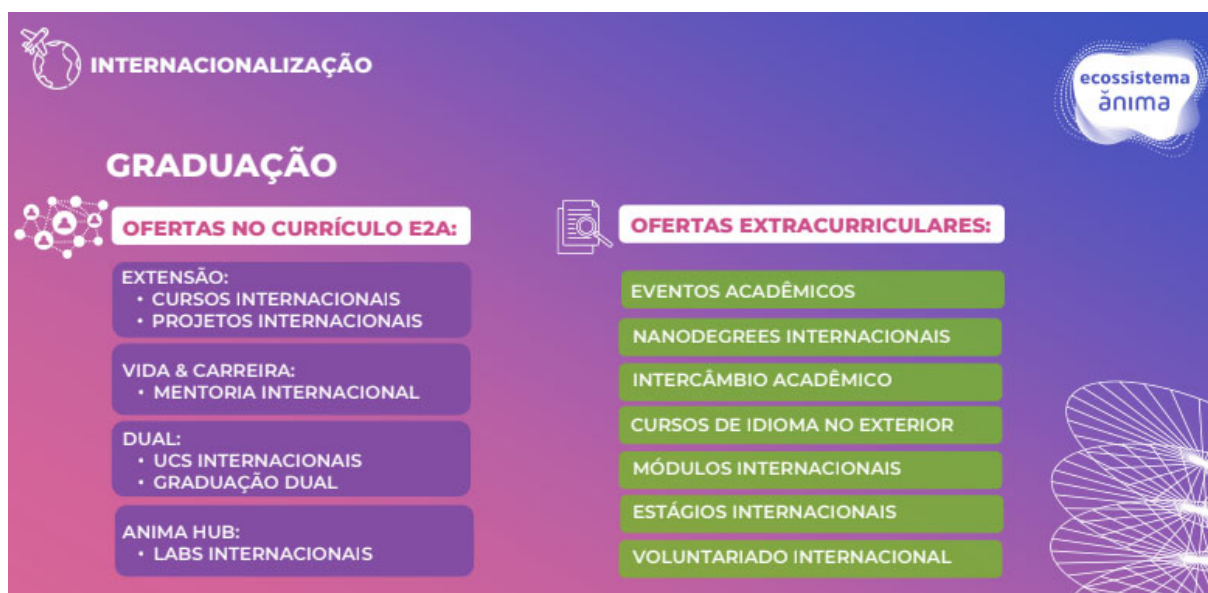 INTERNACIONALIZAÇÃO
ecossistema
ănıma
GRADUAÇÃO
OFERTAS NO CURRÍCULO E2A:
EXTENSÃO:
• CURSOS INTERNACIONAIS
• PROJETOS INTERNACIONAIS
VIDA & CARREIRA:
• MENTORIA INTERNACIONAL
DUAL:
• UCS INTERNACIONAIS
• GRADUAÇÃO DUAL
ANIMA HUB:
• LABS INTERNACIONAIS
OFERTAS EXTRACURRICULARES:
EVENTOS ACADÊMICOS
NANODEGREES INTERNACIONAIS
INTERCÂMBIO ACADÊMICO
CURSOS DE IDIOMA NO EXTERIOR
MÓDULOS INTERNACIONAIS
ESTÁGIOS INTERNACIONAIS
VOLUNTARIADO INTERNACIONAL